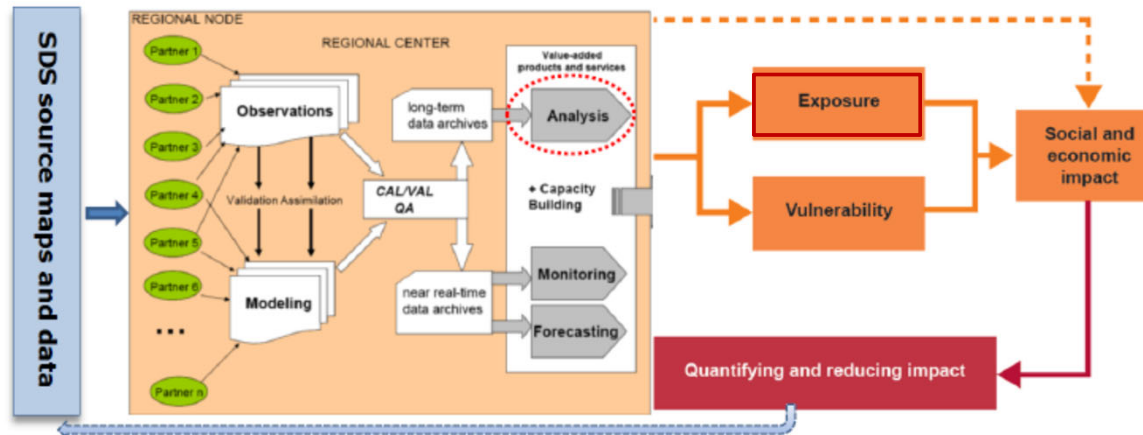 SDS source maps and data
REGIONAL NODE
REGIONAL CENTER
Partner 1
Partner 2
Partner 3
Partner 4
Partner 5
Partner 6
...
Partner n
Observations
Validation Assimilation
Modeling
CAL/VAL
QA
long-term
data archives
near real-time
data archives
Value-added
products and services
Analysis
+ Capacity
Building
Monitoring
Forecasting
Exposure
Vulnerability
Social and
economic
impact
Quantifying and reducing impact